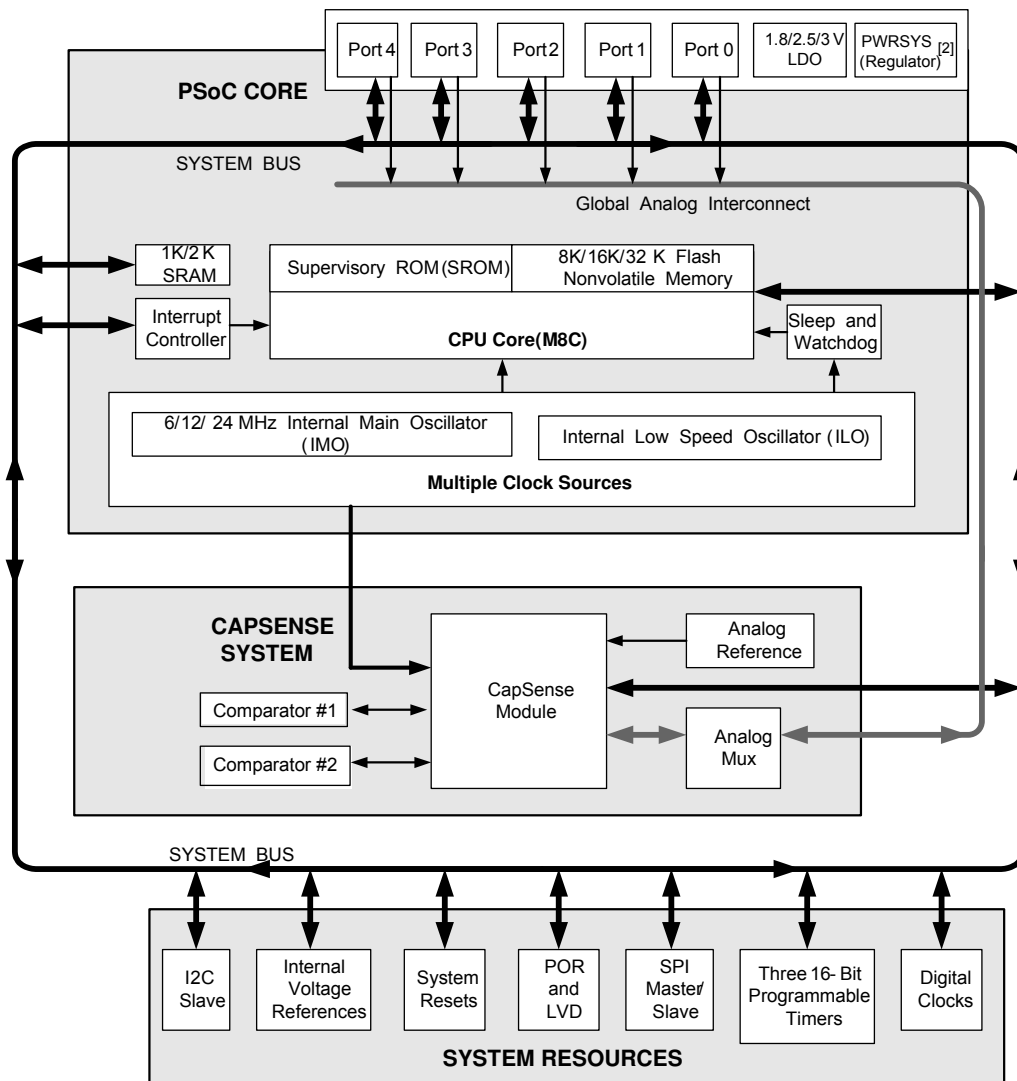 Port 4
Port 3
Port 2
Port 1
Port 0
1.8/2.5/3 V
LDO
PWRSYS [2]
(Regulator)
PSoC CORE
SYSTEM BUS
Global Analog Interconnect
1K/2 K
SRAM
Supervisory ROM (SROM)
8K/16K/32 K Flash
Nonvolatile Memory
Interrupt
Controller
CPU Core(M8C)
Sleep and
Watchdog
6/12/ 24 MHz Internal Main Oscillator
(IMO)
Internal Low Speed Oscillator (ILO)
Multiple Clock Sources
CAPSENSE
SYSTEM
Analog
Reference
CapSense
Module
Comparator #1
Analog
Mux
Comparator #2
SYSTEM BUS
I2C
Slave
Internal
Voltage
References
System
Resets
POR
and
LVD
SPI
Master/
Slave
Three 16- Bit
Programmable
Timers
Digital
Clocks
SYSTEM RESOURCES